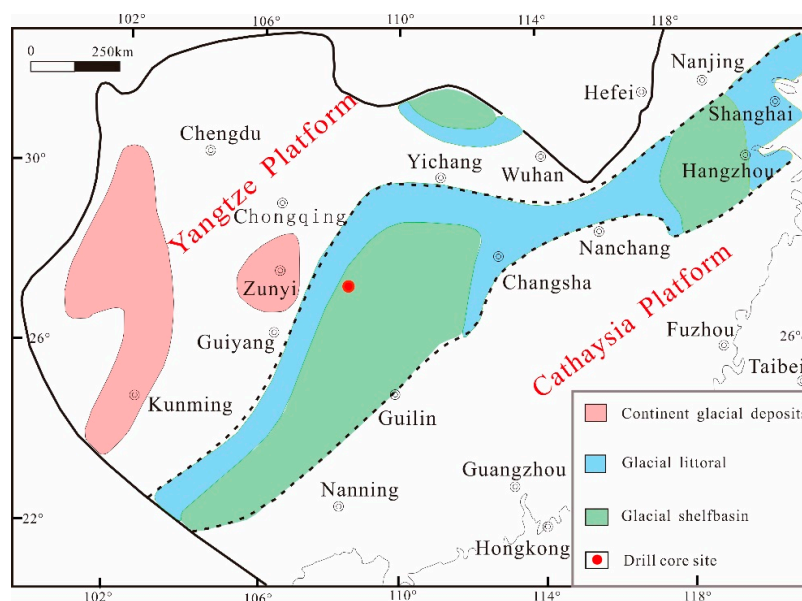 102° 106° 110° 114° 118°
0 250km
Nanjing
Hefei
Shanghai
Chengdu
30°
Yangtze Platform
Yichang
Wuhan
Hangzhou
Chongqing
Nanchang
Changsha
Zunyi
Cathaysia Platform
Guiyang
Fuzhou
26°
26°
Taibei
Kunming
Guilin
Continent glacial deposits
Glacial littoral
Guangzhou
Nanning
22°
Glacial shelfbasin
Hongkong
Drill core site
102° 106° 110° 114° 118°